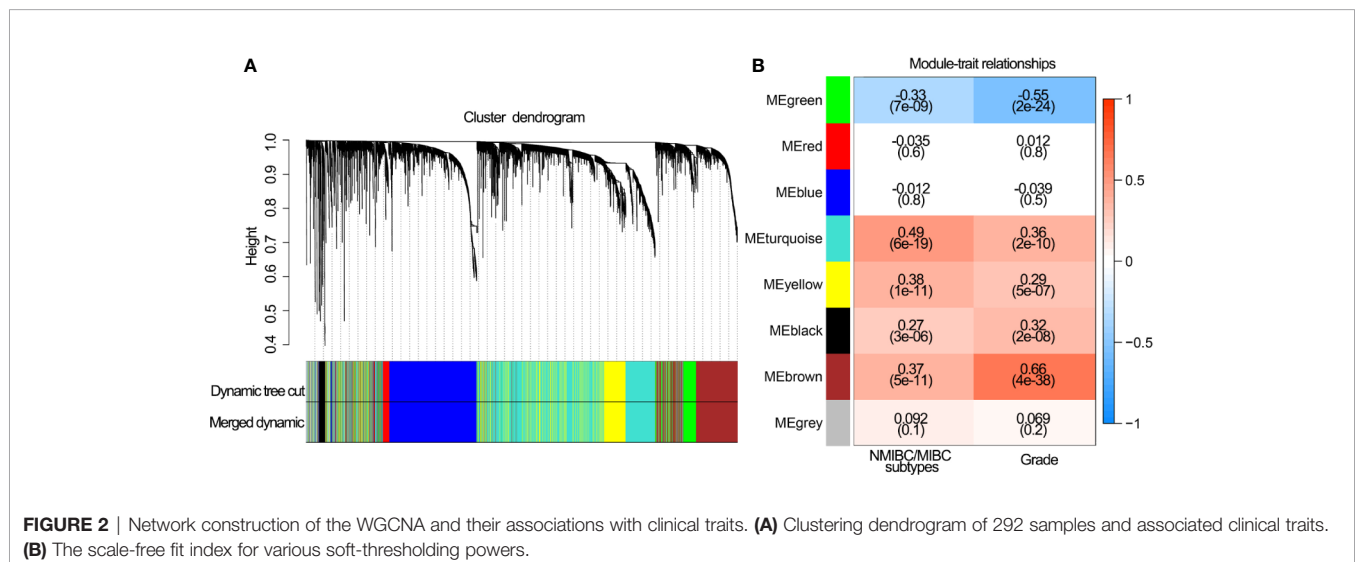 A
Cluster dendrogram
Height
1.0
0.9
0.8
0.7
0.6
0.5
0.4
Dynamic tree cut
Merged dynamic
B
Module-trait relationships
MEgreen
-0.33
(7e-09)
-0.55
(2e-24)
MEred
-0.035
(0.6)
0.012
(0.8)
MEblue
-0.012
(0.8)
-0.039
(0.5)
MEturquoise
0.49
(6e-19)
0.36
(2e-10)
MEyellow
0.38
(1e-11)
0.29
(5e-07)
MEblack
0.27
(3e-06)
0.32
(2e-08)
MEbrown
0.37
(5e-11)
0.66
(4e-38)
MEgrey
0.092
(0.1)
0.069
(0.2)
NMIBC/MIBC
subtypes
Grade
1
0.5
0
−0.5
−1
FIGURE 2 | Network construction of the WGCNA and their associations with clinical traits. (A) Clustering dendrogram of 292 samples and associated clinical traits.
(B) The scale-free fit index for various soft-thresholding powers.